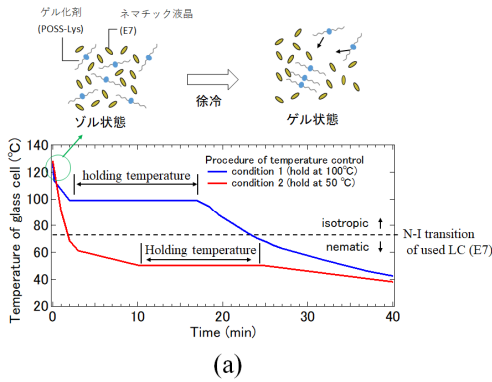 ゲル化剤
(POSS-Lys)
ネマチック液晶
(E7)
徐冷
ゾル状態
ゲル状態
Temperature of glass cell (℃)
140
120
100
80
60
40
20
Procedure of temperature control
condition 1 (hold at 100℃)
condition 2 (hold at 50 ℃)
holding temperature
isotropic
nematic
N-I transition
of used LC (E7)
Holding temperature
0
10
20
30
40
Time (min)
(a)